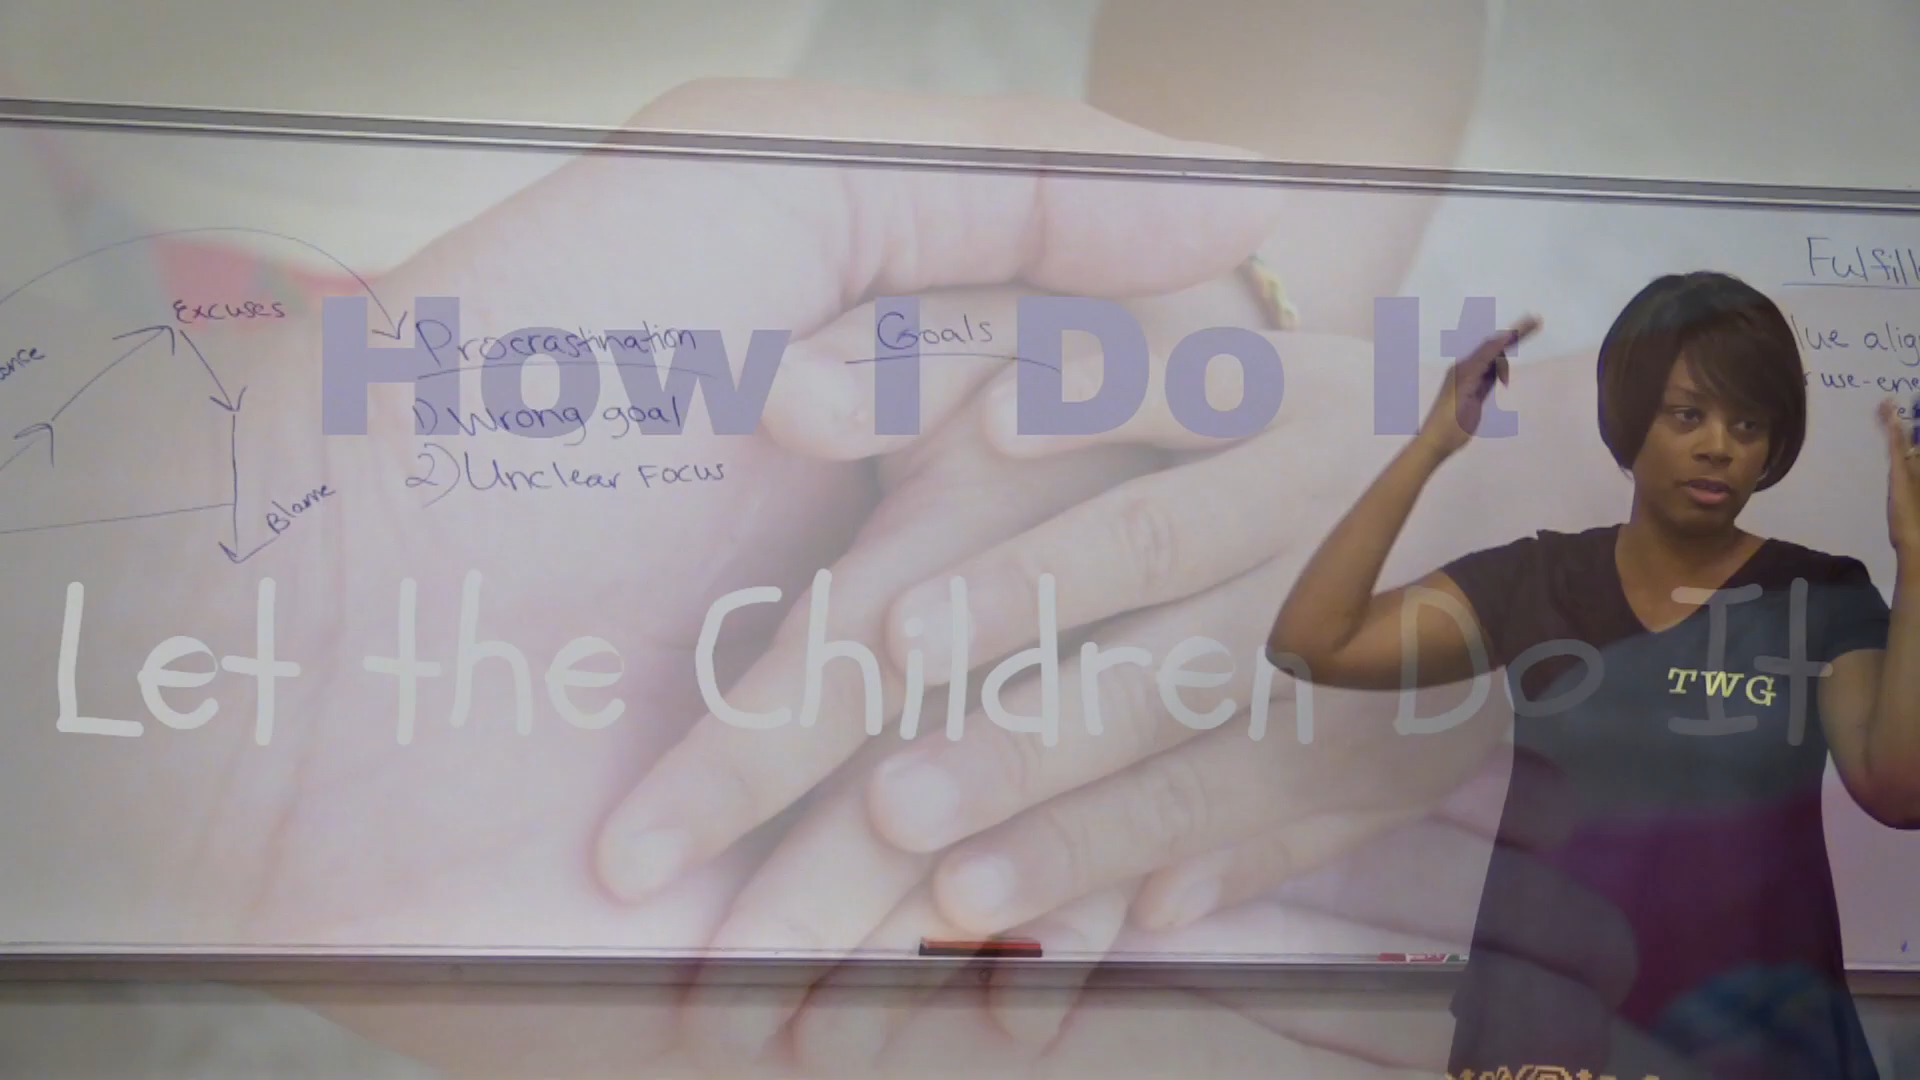 How I Do It
Let the Children Do It
Excuses
Blame
Procrastination
1) Wrong goal
2) Unclear Focus
Goals
TWG